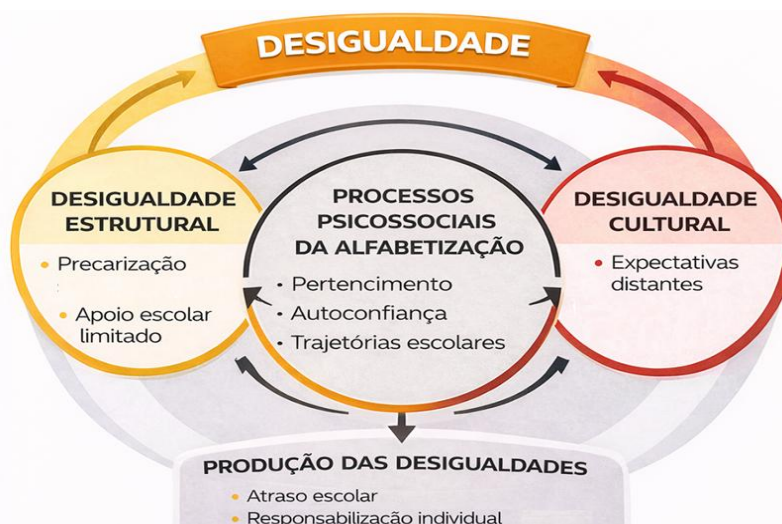 DESIGUALDADE
DESIGUALDADE
ESTRUTURAL
• Precarização
• Apoio escolar
limitado
PROCESSOS
PSICOSSOCIAIS
DA ALFABETIZAÇÃO
• Pertencimento
• Autoconfiança
• Trajetórias escolares
DESIGUALDADE
CULTURAL
• Expectativas
distantes
PRODUÇÃO DAS DESIGUALDADES
• Atraso escolar
• Responsabilização individual